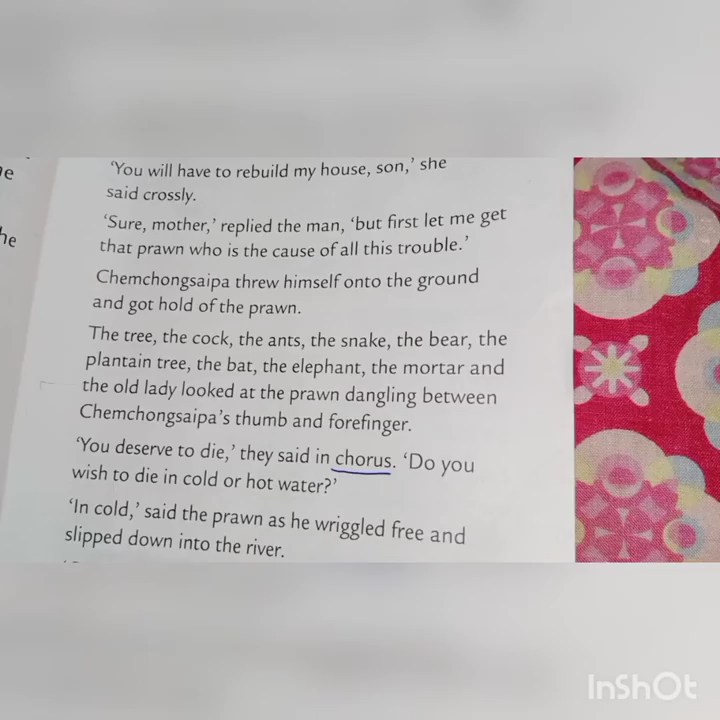 'You will have to rebuild my house, son,' she
said crossly.
'Sure, mother,' replied the man, 'but first let me get
that prawn who is the cause of all this trouble.'
Chemchongsaipa threw himself onto the ground
and got hold of the prawn.
The tree, the cock, the ants, the snake, the bear, the
plantain tree, the bat, the elephant, the mortar and
the old lady looked at the prawn dangling between
Chemchongsaipa's thumb and forefinger.
'You deserve to die,' they said in chorus. 'Do you
wish to die in cold or hot water?'
'In cold,' said the prawn as he wriggled free and
slipped down into the river.
InShOt